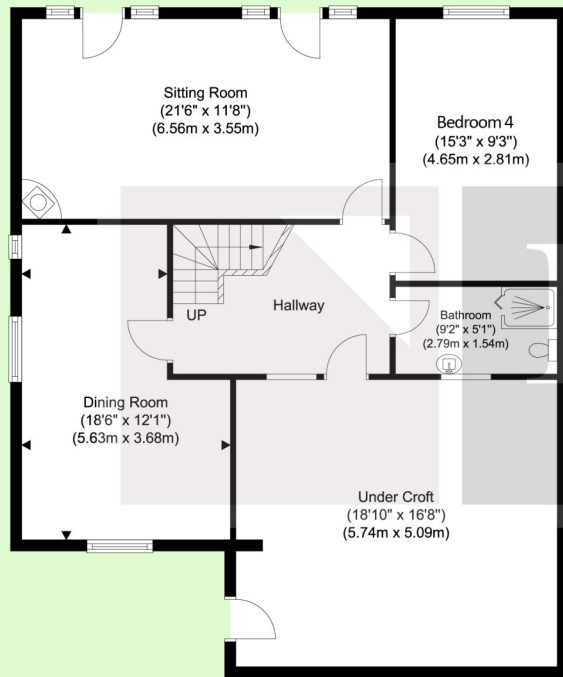 Sitting Room
(21'6" x 11'8")
(6.56m x 3.55m)
Bedroom 4
(15'3" x 9'3")
(4.65m x 2.81m)
UP
Hallway
Bathroom
(9'2" x 5'1")
(2.79m x 1.54m)
Dining Room
(18'6" x 12'1")
(5.63m x 3.68m)
Under Croft
(18'10" x 16'8")
(5.74m x 5.09m)